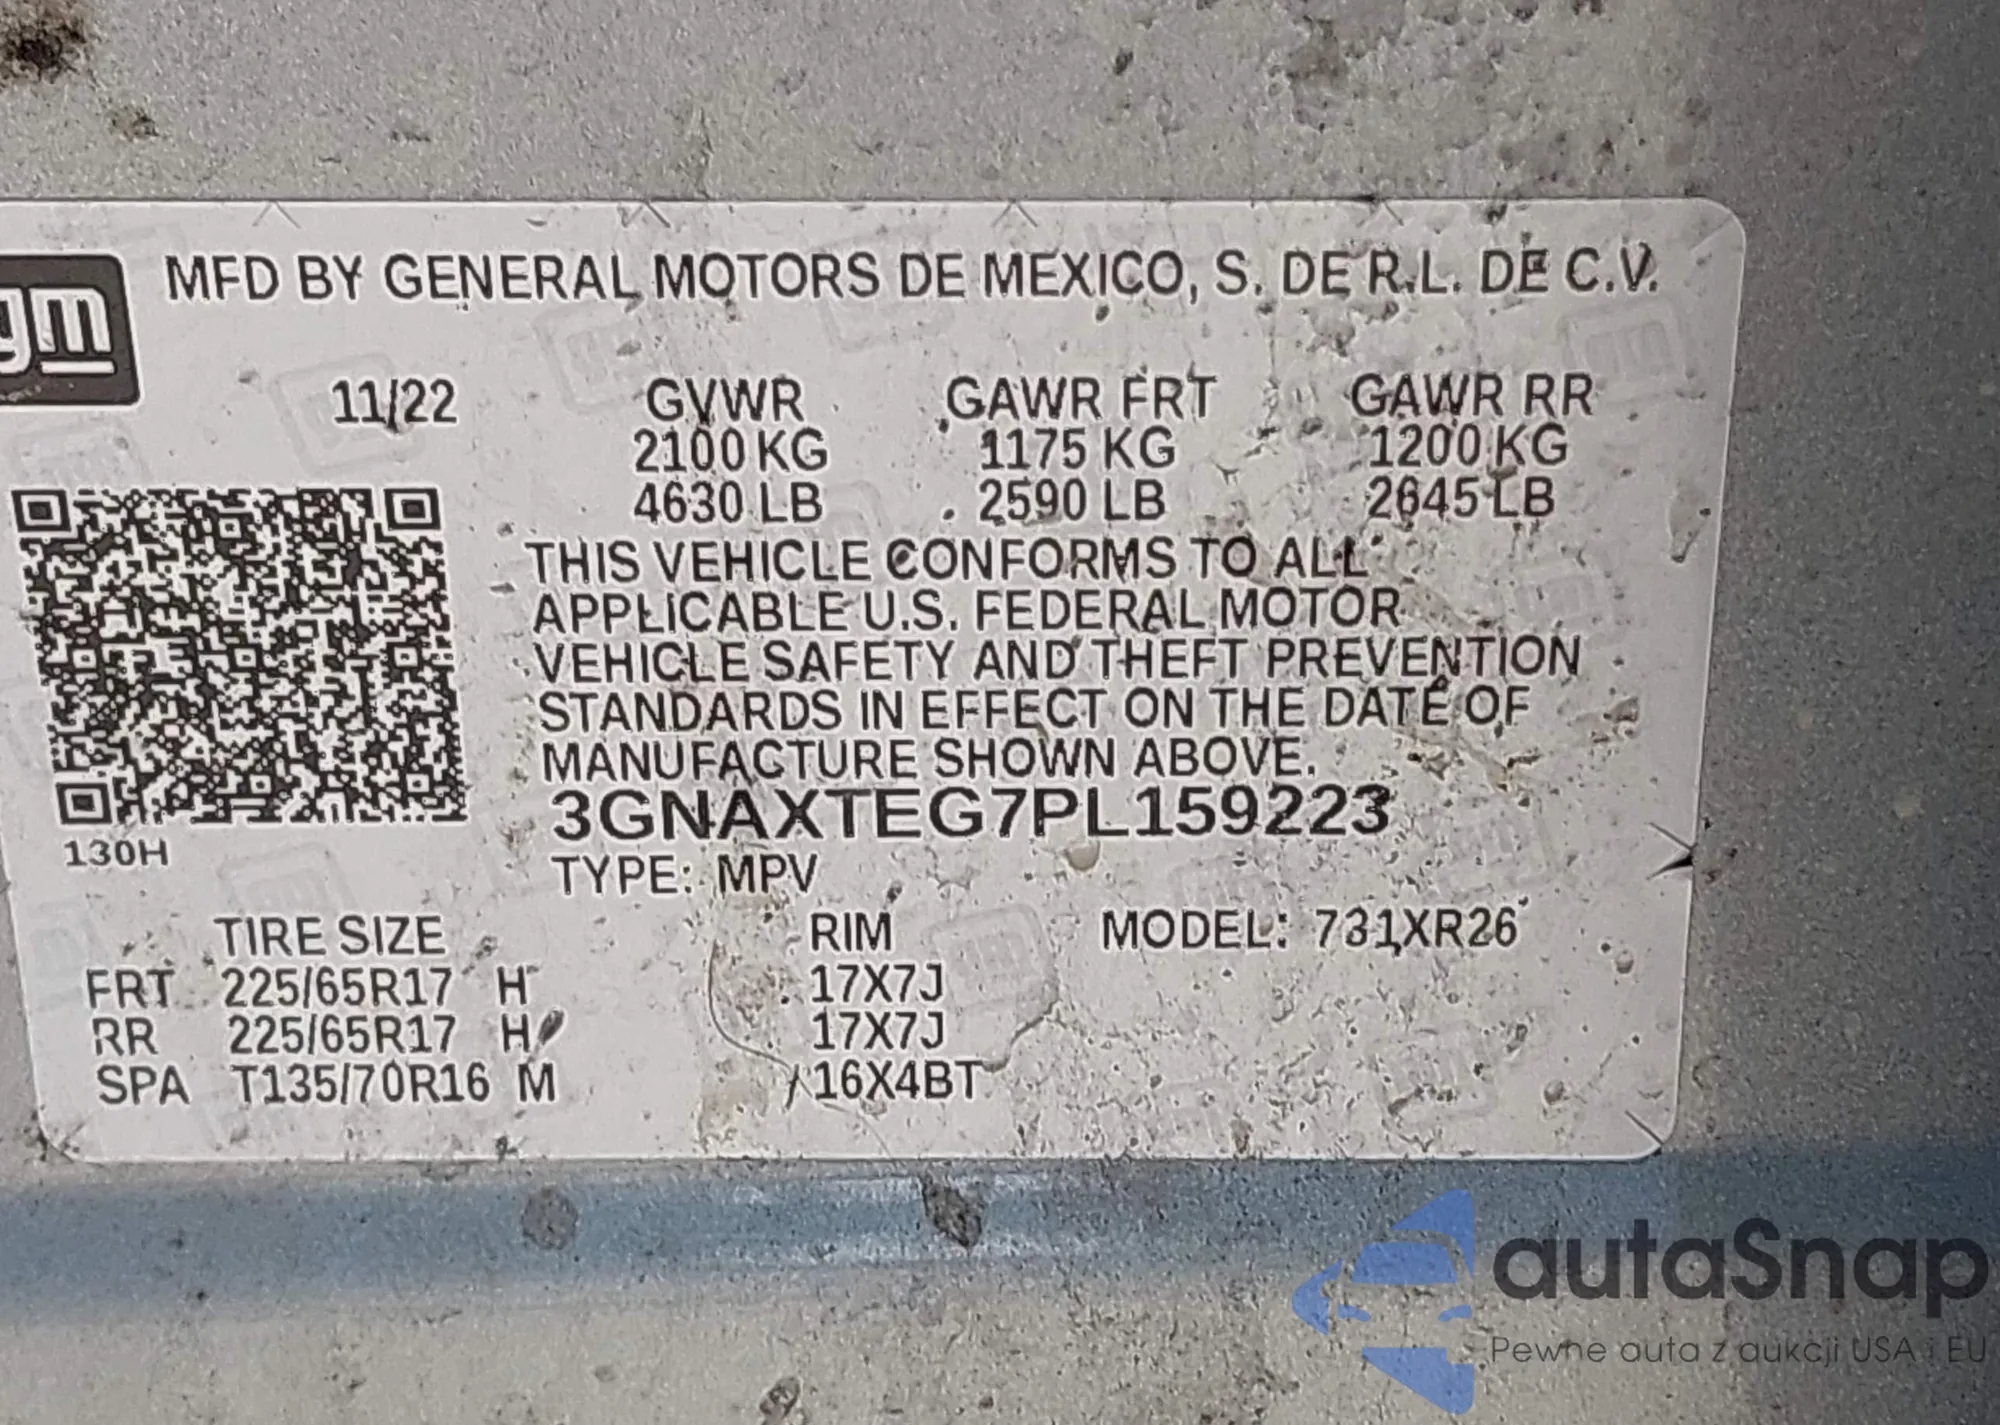 gm MFD BY GENERAL MOTORS DE MEXICO, S. DE R.L. DE C.V.
11/22 GVWR GAWR FRT GAWR RR
2100 KG 1175 KG 1200 KG
4630 LB 2590 LB 2645 LB
THIS VEHICLE CONFORMS TO ALL
APPLICABLE U.S. FEDERAL MOTOR
VEHICLE SAFETY AND THEFT PREVENTION
STANDARDS IN EFFECT ON THE DATE OF
MANUFACTURE SHOWN ABOVE.
3GNAXTEG7PL159223
130H
TYPE: MPV
TIRE SIZE RIM MODEL: 731XR26
FRT 225/65R17 H 17X7J
RR 225/65R17 H 17X7J
SPA T135/70R16 M 16X4BT
autaSnap
Pewne auta z aukcji USA i EU